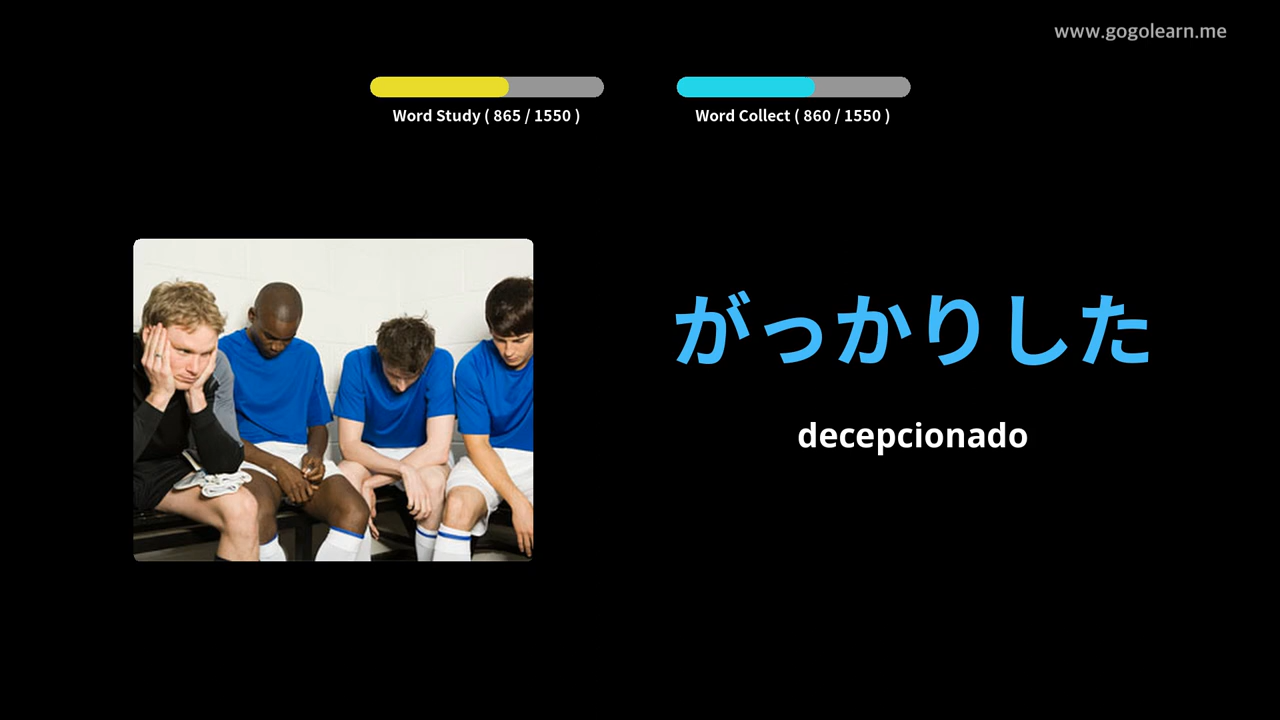 www.gogolearn.me
Word Study ( 865 / 1550 )
Word Collect ( 860 / 1550 )
がっかりした
decepcionado